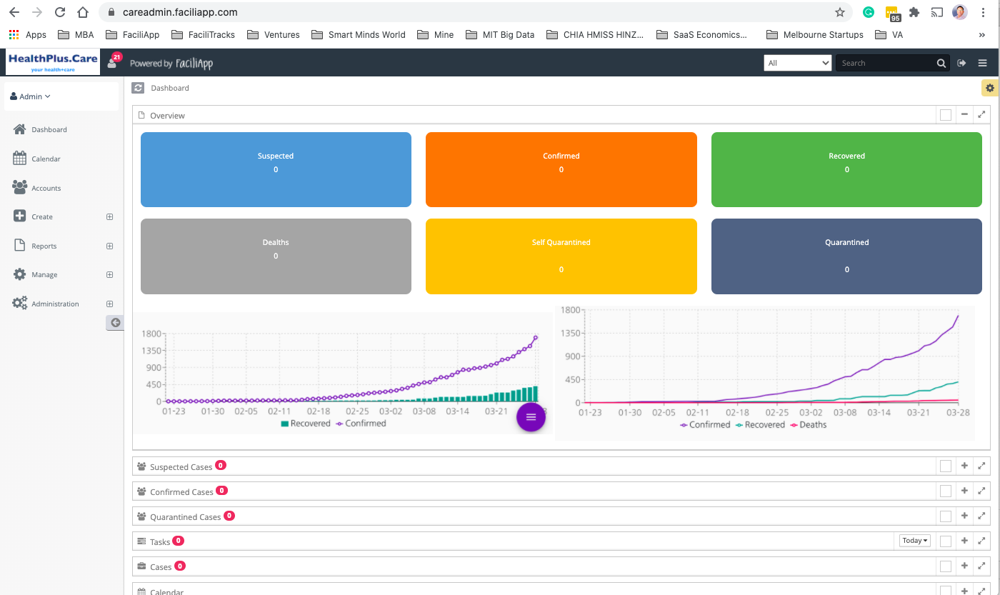 careadmin.faciliapp.com
95
Apps MBA FaciliApp FaciliTracks Ventures Smart Minds World Mine MIT Big Data CHIA HMISS HINZ... SaaS Economics... Melbourne Startups VA »
HealthPlus.Care
your health+care
21
Powered by FaciliApp
All
Search
Admin
Dashboard
Calendar
Accounts
Create
Reports
Manage
Administration
Dashboard
Overview
Suspected
0
Confirmed
0
Recovered
0
Dealths
0
Self Quarantined
0
Quarantined
0
1800
1350
900
450
0
01-23 01-30 02-05 02-11 02-18 02-25 03-02 03-08 03-14 03-21
Recovered Confirmed
1800
1350
900
450
0
01-23 01-30 02-05 02-11 02-18 02-25 03-02 03-08 03-14 03-21 03-28
Confirmed Recovered Deaths
Suspected Cases 0
Confirmed Cases 0
Quarantined Cases 0
Tasks 0
Today
Cases 0
Calendar